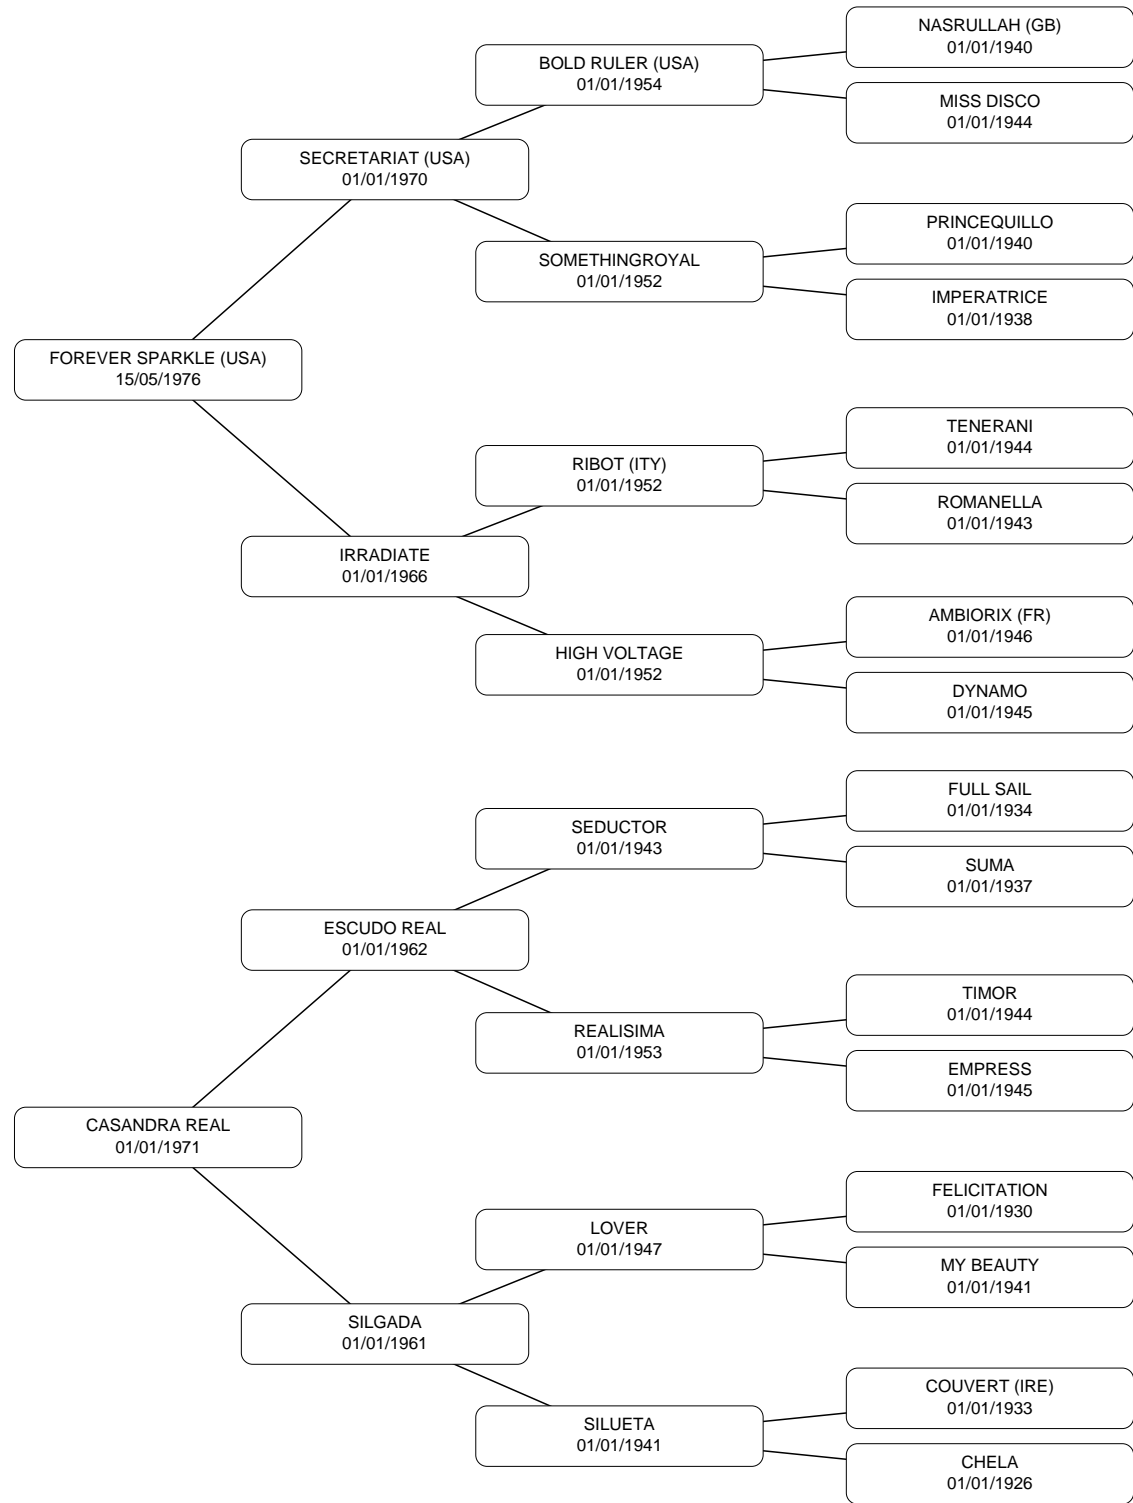 NASRULLAH (GB)
01/01/1940
BOLD RULER (USA)
01/01/1954
MISS DISCO
01/01/1944
SECRETARIAT (USA)
01/01/1970
PRINCEQUILLO
01/01/1940
SOMETHINGROYAL
01/01/1952
IMPERATRICE
01/01/1938
FOREVER SPARKLE (USA)
15/05/1976
TENERANI
01/01/1944
RIBOT (ITY)
01/01/1952
ROMANELLA
01/01/1943
IRRADIATE
01/01/1966
AMBIORIX (FR)
01/01/1946
HIGH VOLTAGE
01/01/1952
DYNAMO
01/01/1945
FULL SAIL
01/01/1934
SEDUCTOR
01/01/1943
SUMA
01/01/1937
ESCUDO REAL
01/01/1962
TIMOR
01/01/1944
REALISIMA
01/01/1953
EMPRESS
01/01/1945
CASANDRA REAL
01/01/1971
FELICITATION
01/01/1930
LOVER
01/01/1947
MY BEAUTY
01/01/1941
SILGADA
01/01/1961
COUVERT (IRE)
01/01/1933
SILUETA
01/01/1941
CHELA
01/01/1926